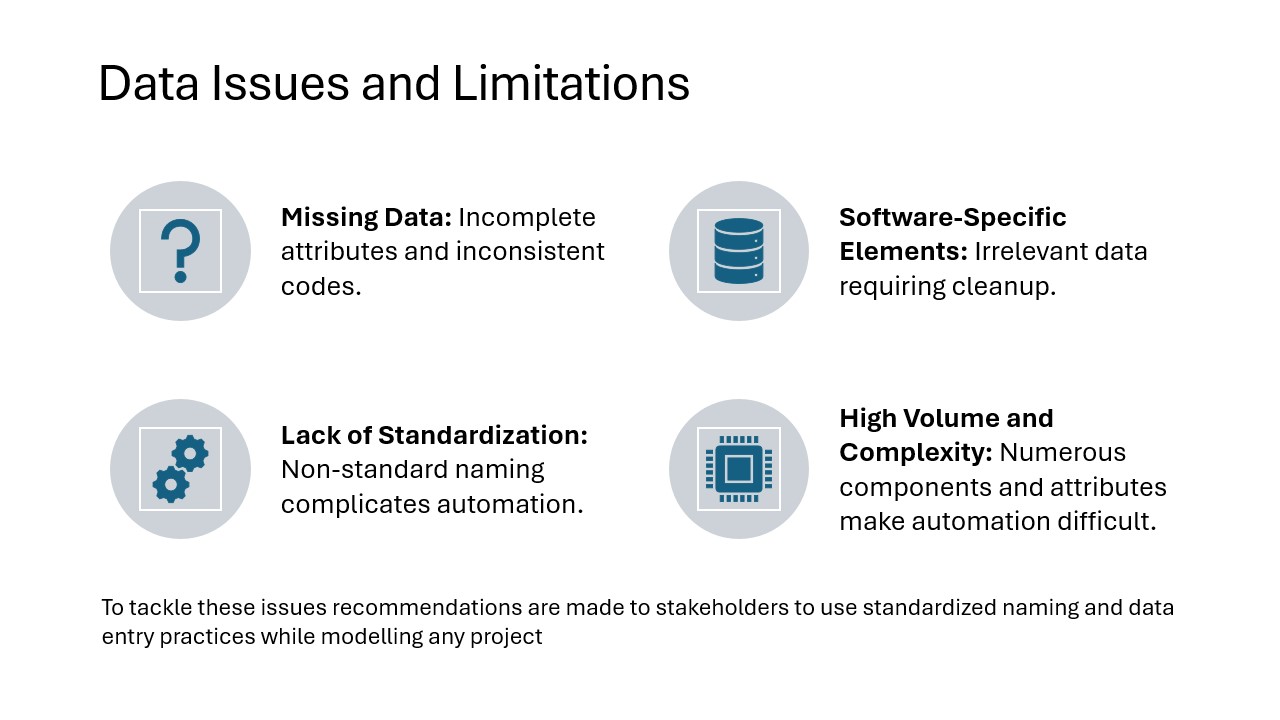 Data Issues and Limitations
Missing Data: Incomplete
attributes and inconsistent
codes.
Software-Specific
Elements: Irrelevant data
requiring cleanup.
Lack of Standardization:
Non-standard naming
complicates automation.
High Volume and
Complexity: Numerous
components and attributes
make automation difficult.
To tackle these issues recommendations are made to stakeholders to use standardized naming and data
entry practices while modelling any project